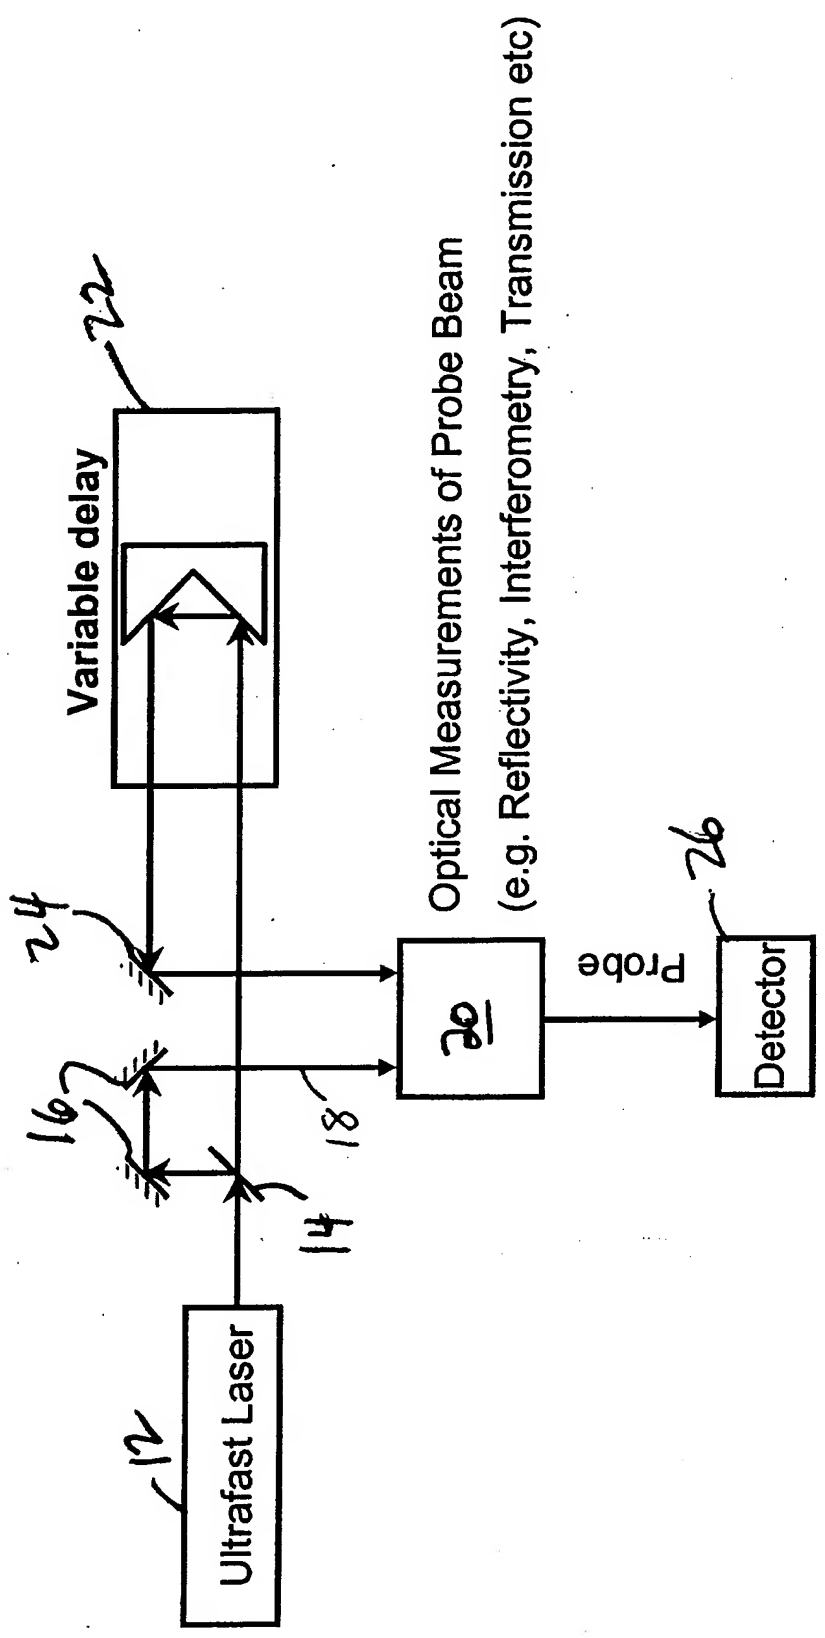 Variable delay
22
24
16
18
14
12
Ultrafast Laser
Optical Measurements of Probe Beam
(e.g. Reflectivity, Interferometry, Transmission etc)
20
Probe
26
Detector